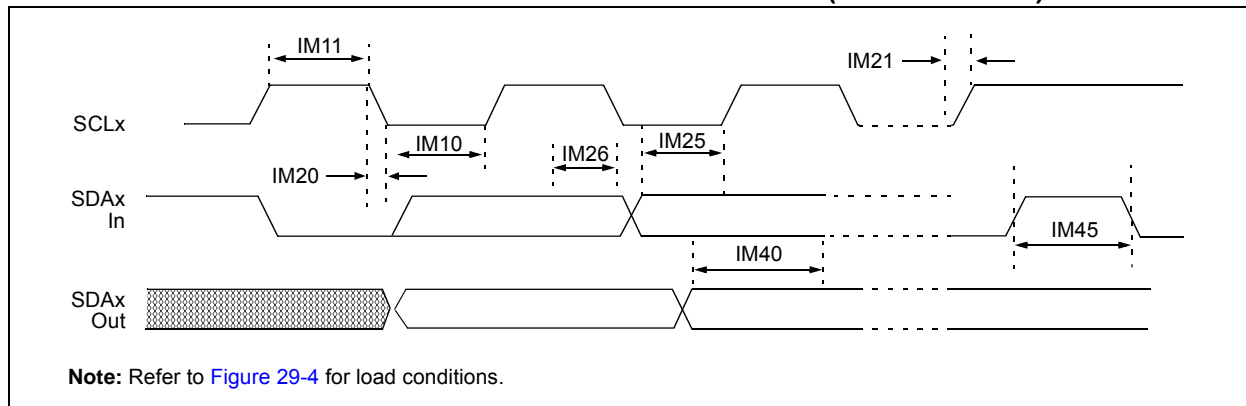 IM11
IM21
SCLx
IM10
IM26
IM25
IM20
SDAx
In
IM40
IM45
SDAx
Out
Note: Refer to Figure 29-4 for load conditions.